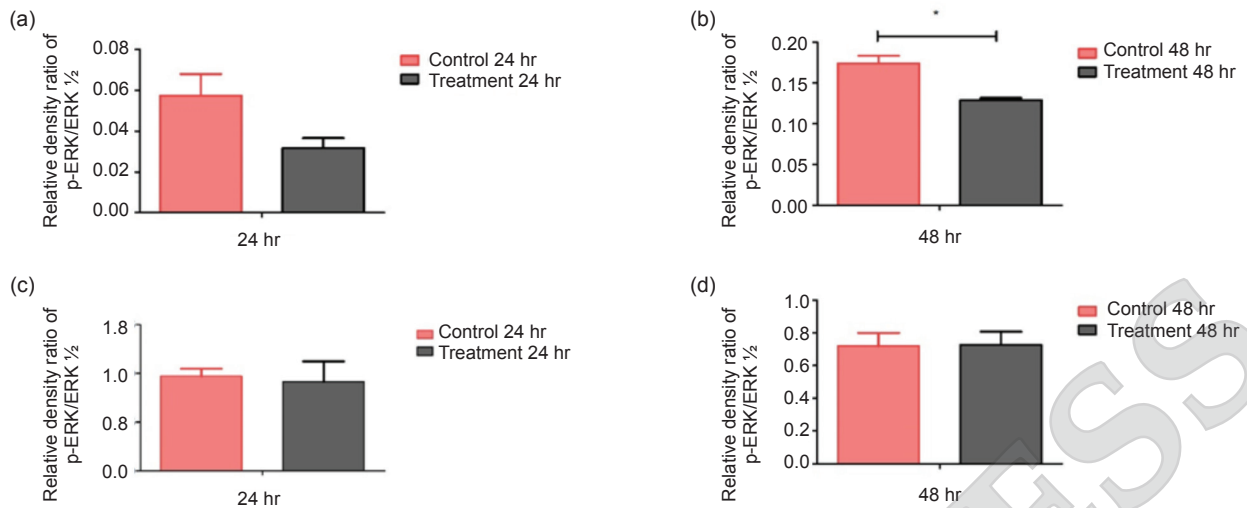 (a)
Relative density ratio of
p-ERK/ERK ½
0.08
0.06
0.04
0.02
0.00
24 hr
Control 24 hr
Treatment 24 hr
(b)
*
Relative density ratio of
p-ERK/ERK ½
0.20
0.15
0.10
0.05
0.00
48 hr
Control 48 hr
Treatment 48 hr
(c)
Relative density ratio of
p-ERK/ERK ½
1.8
1.0
0.8
0.0
24 hr
Control 24 hr
Treatment 24 hr
(d)
Relative density ratio of
p-ERK/ERK ½
1.0
0.8
0.6
0.4
0.2
0.0
48 hr
Control 48 hr
Treatment 48 hr
ESS